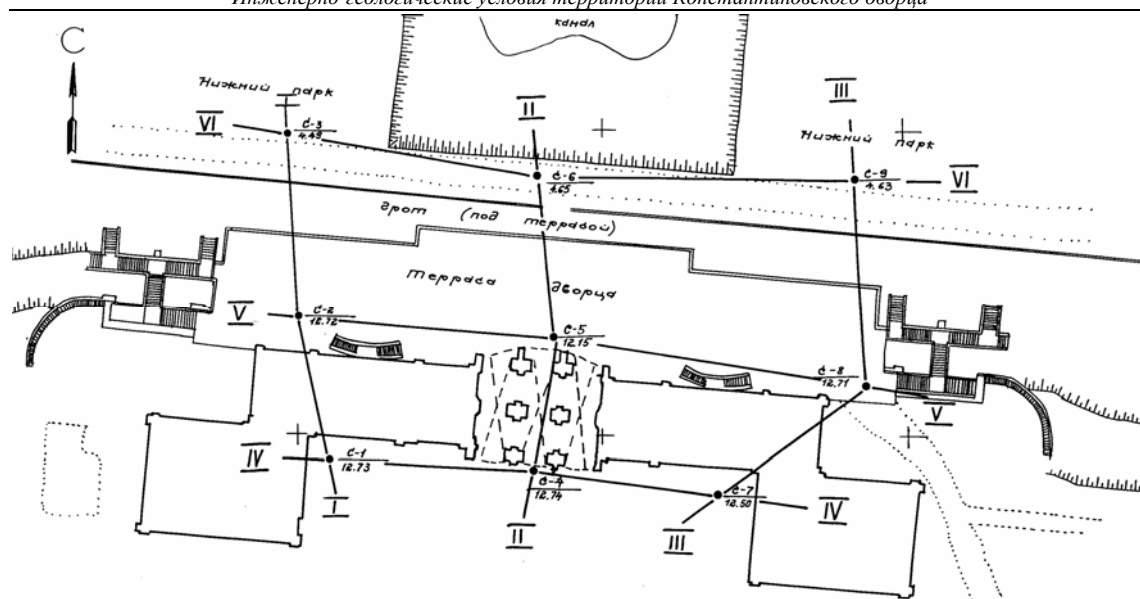 Инженерно-геологические условия территории Константиновского дворца
канал
С
Нижний парк
II
III
VI
С-3
4.49
Нижний парк
С-6
4.65
С-9
4.63
VI
грот (под террасой)
Терраса дворца
V
С-2
12.72
С-5
12.15
С-8
12.71
V
IV
С-1
12.73
С-4
12.74
С-7
12.50
IV
I
II
III